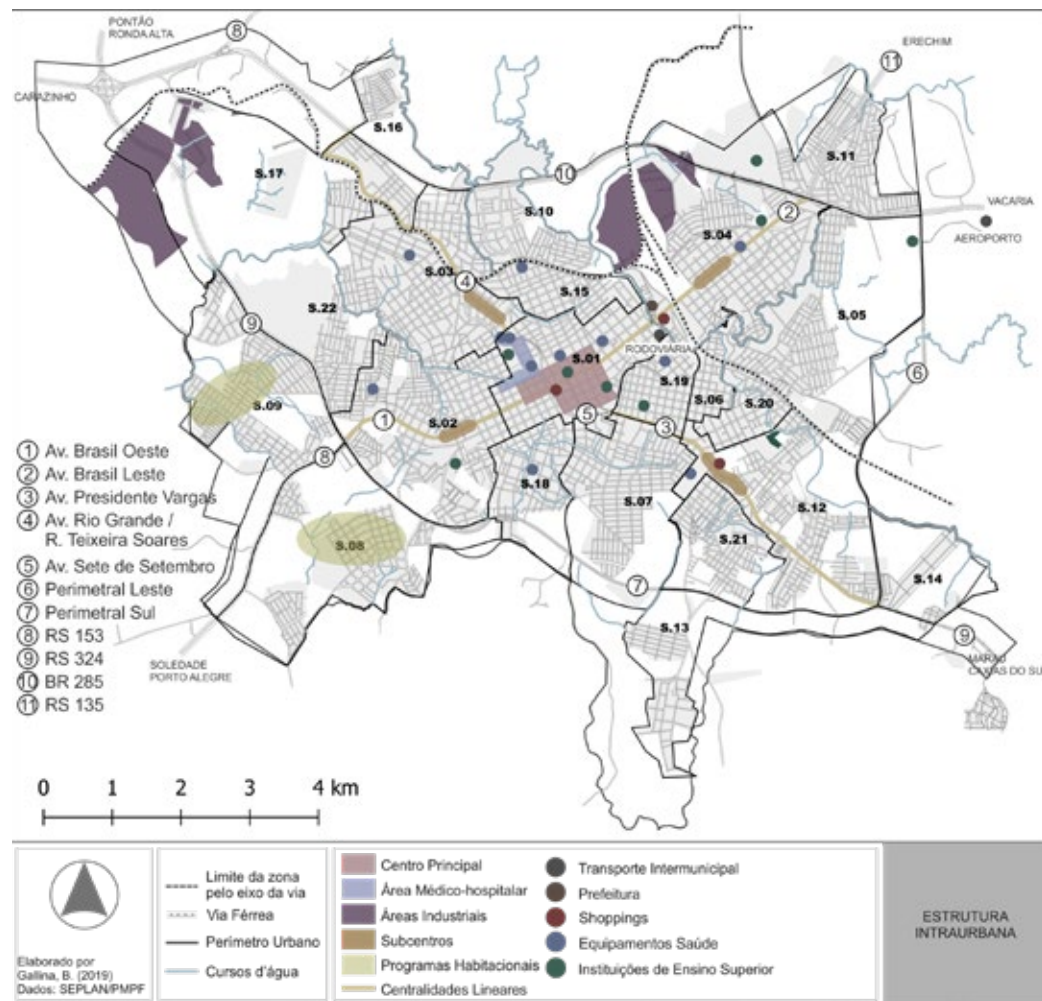 PONTÃO
RONDA ALTA
8
ERECHIM
11
CARAZINHO
S.16
S.11
S.17
10
S.10
2
VACARIA
S.04
AEROPORTO
S.03
4
S.15
S.05
S.22
9
RODOVIARIA
S.01
6
S.19
S.06
S.20
S.09
1
S.02
5
3
8
S.18
S.07
S.12
S.08
S.21
7
S.14
S.13
9
MARAU
CAXIAS DO SU
SOLEDADE
PORTO ALEGRE
1 Av. Brasil Oeste
2 Av. Brasil Leste
3 Av. Presidente Vargas
4 Av. Rio Grande /
R. Teixeira Soares
5 Av. Sete de Setembro
6 Perimetral Leste
7 Perimetral Sul
8 RS 153
9 RS 324
10 BR 285
11 RS 135
0 1 2 3 4 km
Elaborado por
Gallina, B. (2019)
Dados: SEPLAN/PMPF
Limite da zona
pelo eixo da via
Via Férrea
Perímetro Urbano
Cursos d'água
Centro Principal
Área Médico-hospitalar
Áreas Industriais
Subcentros
Programas Habitacionais
Centralidades Lineares
Transporte Intermunicipal
Prefeitura
Shoppings
Equipamentos Saúde
Instituições de Ensino Superior
ESTRUTURA
INTRAURBANA